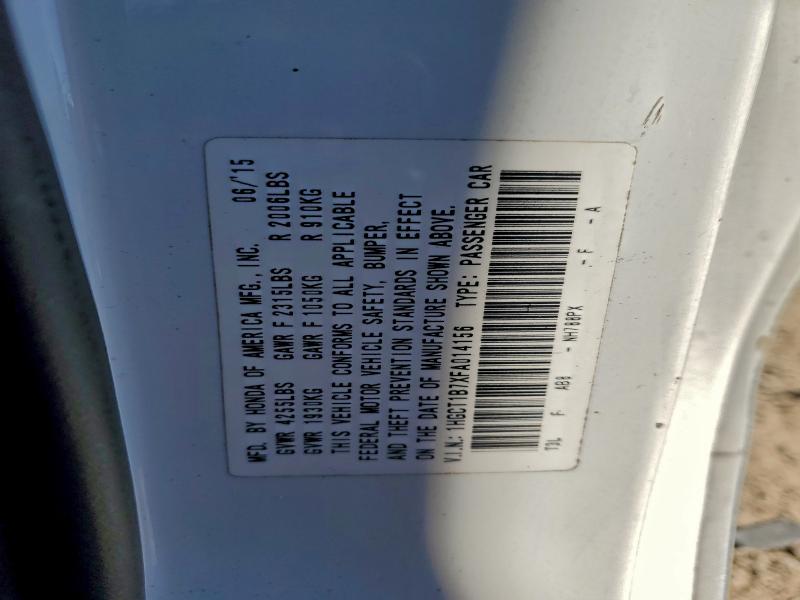 MFD. BY HONDA OF AMERICA MFG., INC. 06/'15
GVWR 4255LBS GAWR F 2315LBS R 2006LBS
GVWR 1930KG GAWR F 1050KG R 910KG
THIS VEHICLE CONFORMS TO ALL APPLICABLE
FEDERAL MOTOR VEHICLE SAFETY, BUMPER,
AND THEFT PREVENTION STANDARDS IN EFFECT
ON THE DATE OF MANUFACTURE SHOWN ABOVE.
V.I.N.: 1HGCT1B7XFA014156 TYPE: PASSENGER CAR
T3L F AB0 - NH788PX - F - A